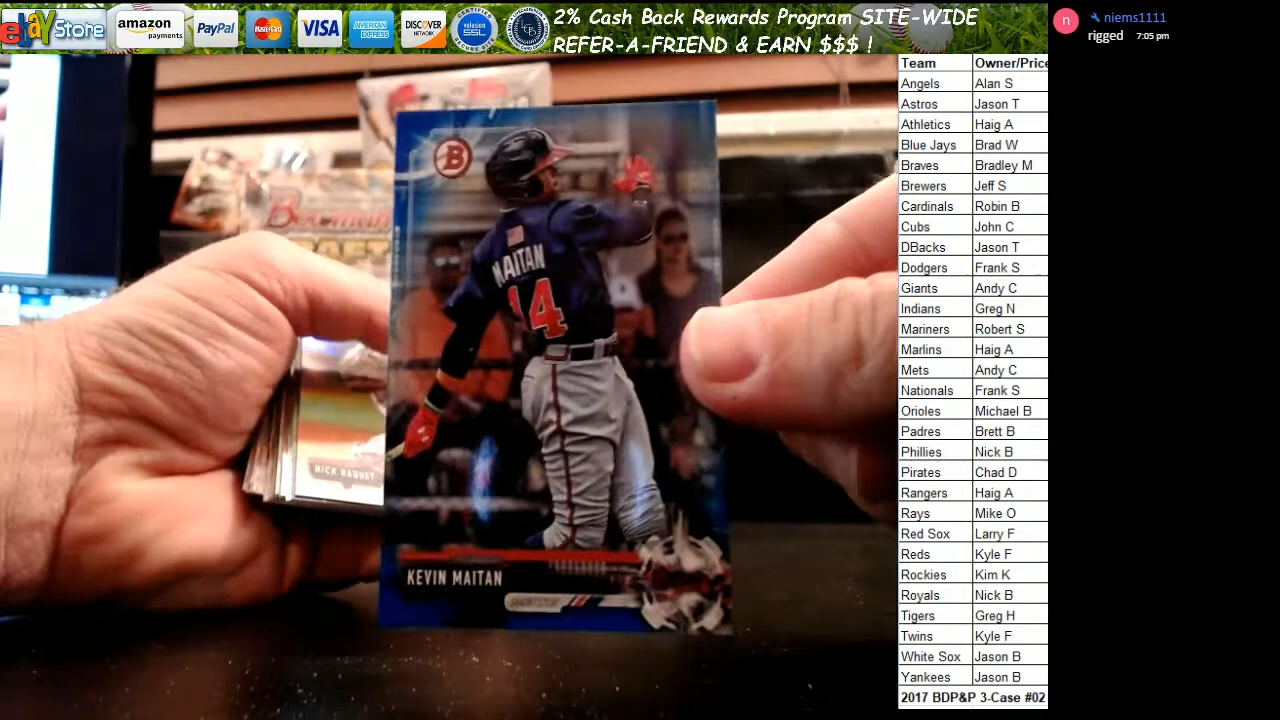 ebay Store
amazon payments
PayPal
MasterCard
VISA
AMERICAN EXPRESS
DISCOVER NETWORK
volusion SSL
2% Cash Back Rewards Program SITE-WIDE
REFER-A-FRIEND & EARN $$$ !
niems1111
rigged 7:05 pm
Bowman
B
MAITAN
14
KEVIN MAITAN
SHORTSTOP
Team Owner/Price
Angels Alan S
Astros Jason T
Athletics Haig A
Blue Jays Brad W
Braves Bradley M
Brewers Jeff S
Cardinals Robin B
Cubs John C
DBacks Jason T
Dodgers Frank S
Giants Andy C
Indians Greg N
Mariners Robert S
Marlins Haig A
Mets Andy C
Nationals Frank S
Orioles Michael B
Padres Brett B
Phillies Nick B
Pirates Chad D
Rangers Haig A
Rays Mike O
Red Sox Larry F
Reds Kyle F
Rockies Kim K
Royals Nick B
Tigers Greg H
Twins Kyle F
White Sox Jason B
Yankees Jason B
2017 BDP&P 3-Case #02